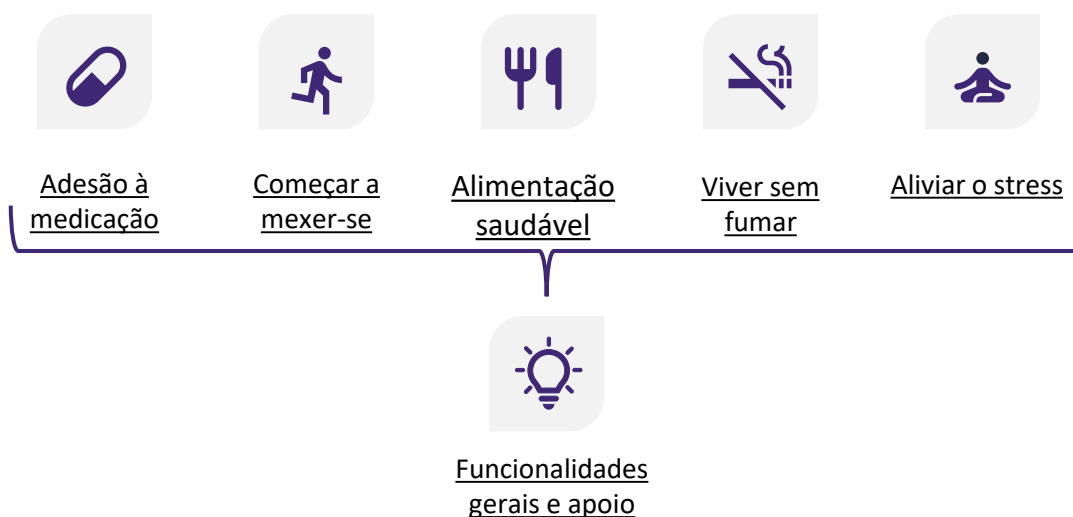 Adesão à
medicação
Começar a
mexer-se
Alimentação
saudável
Viver sem
fumar
Aliviar o stress
Funcionalidades
gerais e apoio